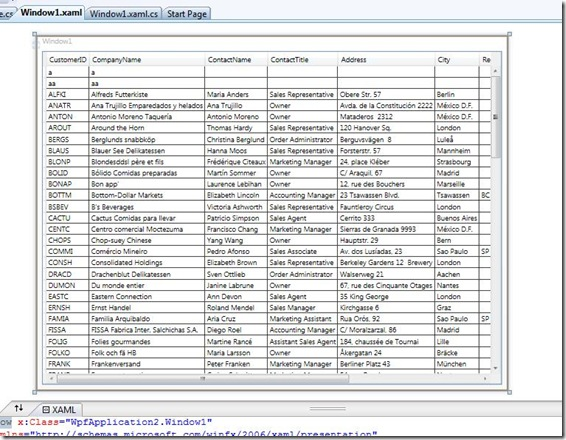 e.cs Window1.xaml Window1.xaml.cs Start Page
Window1
CustomerID CompanyName ContactName ContactTitle Address City Re
a a
aa aa
ALFKI Alfreds Futterkiste Maria Anders Sales Representative Obere Str. 57 Berlin
ANATR Ana Trujillo Emparedados y helados Ana Trujillo Owner Avda. de la Constitución 2222 México D.F.
ANTON Antonio Moreno Taquería Antonio Moreno Owner Mataderos 2312 México D.F.
AROUT Around the Horn Thomas Hardy Sales Representative 120 Hanover Sq. London
BERGS Berglunds snabbköp Christina Berglund Order Administrator Berguvsvägen 8 Luleå
BLAUS Blauer See Delikatessen Hanna Moos Sales Representative Forsterstr. 57 Mannheim
BLONP Blondesddsl père et fils Frédérique Citeaux Marketing Manager 24, place Kléber Strasbourg
BOLID Bólido Comidas preparadas Martín Sommer Owner C/ Araquil, 67 Madrid
BONAP Bon app' Laurence Lebihan Owner 12, rue des Bouchers Marseille
BOTTM Bottom-Dollar Markets Elizabeth Lincoln Accounting Manager 23 Tsawassen Blvd. Tsawassen BC
BSBEV B's Beverages Victoria Ashworth Sales Representative Fauntleroy Circus London
CACTU Cactus Comidas para llevar Patricio Simpson Sales Agent Cerrito 333 Buenos Aires
CENTC Centro comercial Moctezuma Francisco Chang Marketing Manager Sierras de Granada 9993 México D.F.
CHOPS Chop-suey Chinese Yang Wang Owner Hauptstr. 29 Bern
COMMI Comércio Mineiro Pedro Afonso Sales Associate Av. dos Lusíadas, 23 Sao Paulo SP
CONSH Consolidated Holdings Elizabeth Brown Sales Representative Berkeley Gardens 12 Brewery London
DRACD Drachenblut Delikatessen Sven Ottlieb Order Administrator Walserweg 21 Aachen
DUMON Du monde entier Janine Labrune Owner 67, rue des Cinquante Otages Nantes
EASTC Eastern Connection Ann Devon Sales Agent 35 King George London
ERNSH Ernst Handel Roland Mendel Sales Manager Kirchgasse 6 Graz
FAMIA Familia Arquibaldo Aria Cruz Marketing Assistant Rua Orós, 92 Sao Paulo SP
FISSA FISSA Fabrica Inter. Salchichas S.A. Diego Roel Accounting Manager C/ Moralzarzal, 86 Madrid
FOLIG Folies gourmandes Martine Rancé Assistant Sales Agent 184, chaussée de Tournai Lille
FOLKO Folk och fä HB Maria Larsson Owner Åkergatan 24 Bräcke
FRANK Frankenversand Peter Franken Marketing Manager Berliner Platz 43 München
XAML
ow x:Class="WpfApplication2.Window1"
xmlns="http://schemas.microsoft.com/winfx/2006/xaml/presentation"